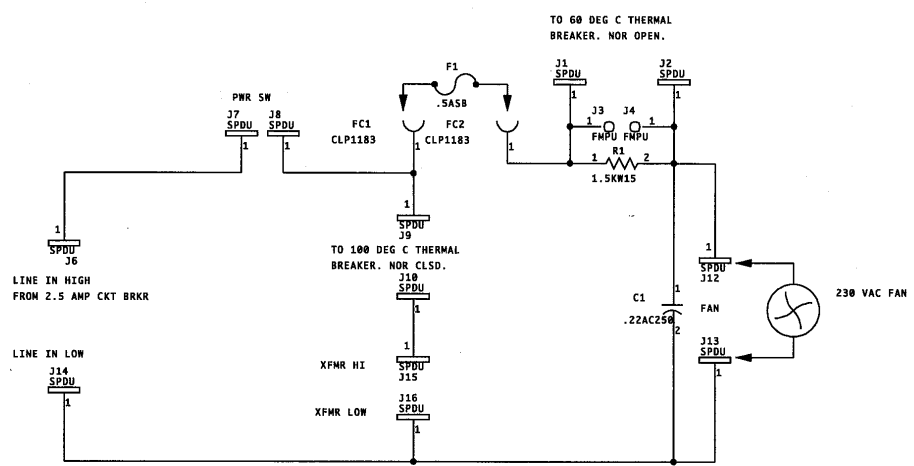 TO 60 DEG C THERMAL
BREAKER. NOR OPEN.
J1
SPDU
1
J2
SPDU
1
F1
.5ASB
PWR SW
J7
SPDU
1
J8
SPDU
1
FC1
CLP1183
1
FC2
CLP1183
1
J3
1
FMPU
J4
1
FMPU
R1
1 2
1.5KW15
1
SPDU
J6
LINE IN HIGH
FROM 2.5 AMP CKT BRKR
1
SPDU
J9
TO 100 DEG C THERMAL
BREAKER. NOR CLSD.
J10
SPDU
1
1
SPDU
J12
C1
1
.22AC250
2
FAN
230 VAC FAN
J13
SPDU
1
LINE IN LOW
J14
SPDU
1
XFMR HI
1
SPDU
J15
XFMR LOW
J16
SPDU
1